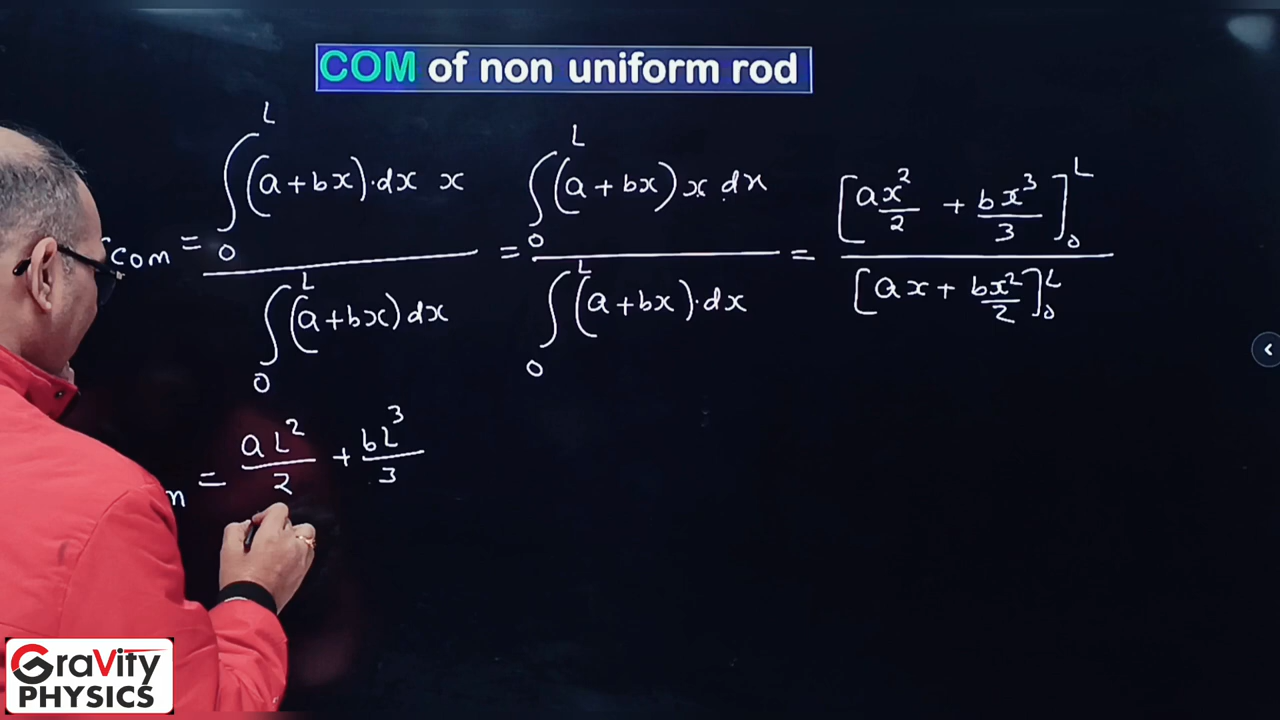 COM of non uniform rod
com = ∫₀ᴸ (a + bx)·dx x / ∫₀ᴸ (a + bx) dx = ∫₀ᴸ (a + bx) x dx / ∫₀ᴸ (a + bx)·dx = [ax²/2 + bx³/3]₀ᴸ / [ax + bx²/2]₀ᴸ
m = aL²/2 + bL³/3
GraVity
PHYSICS